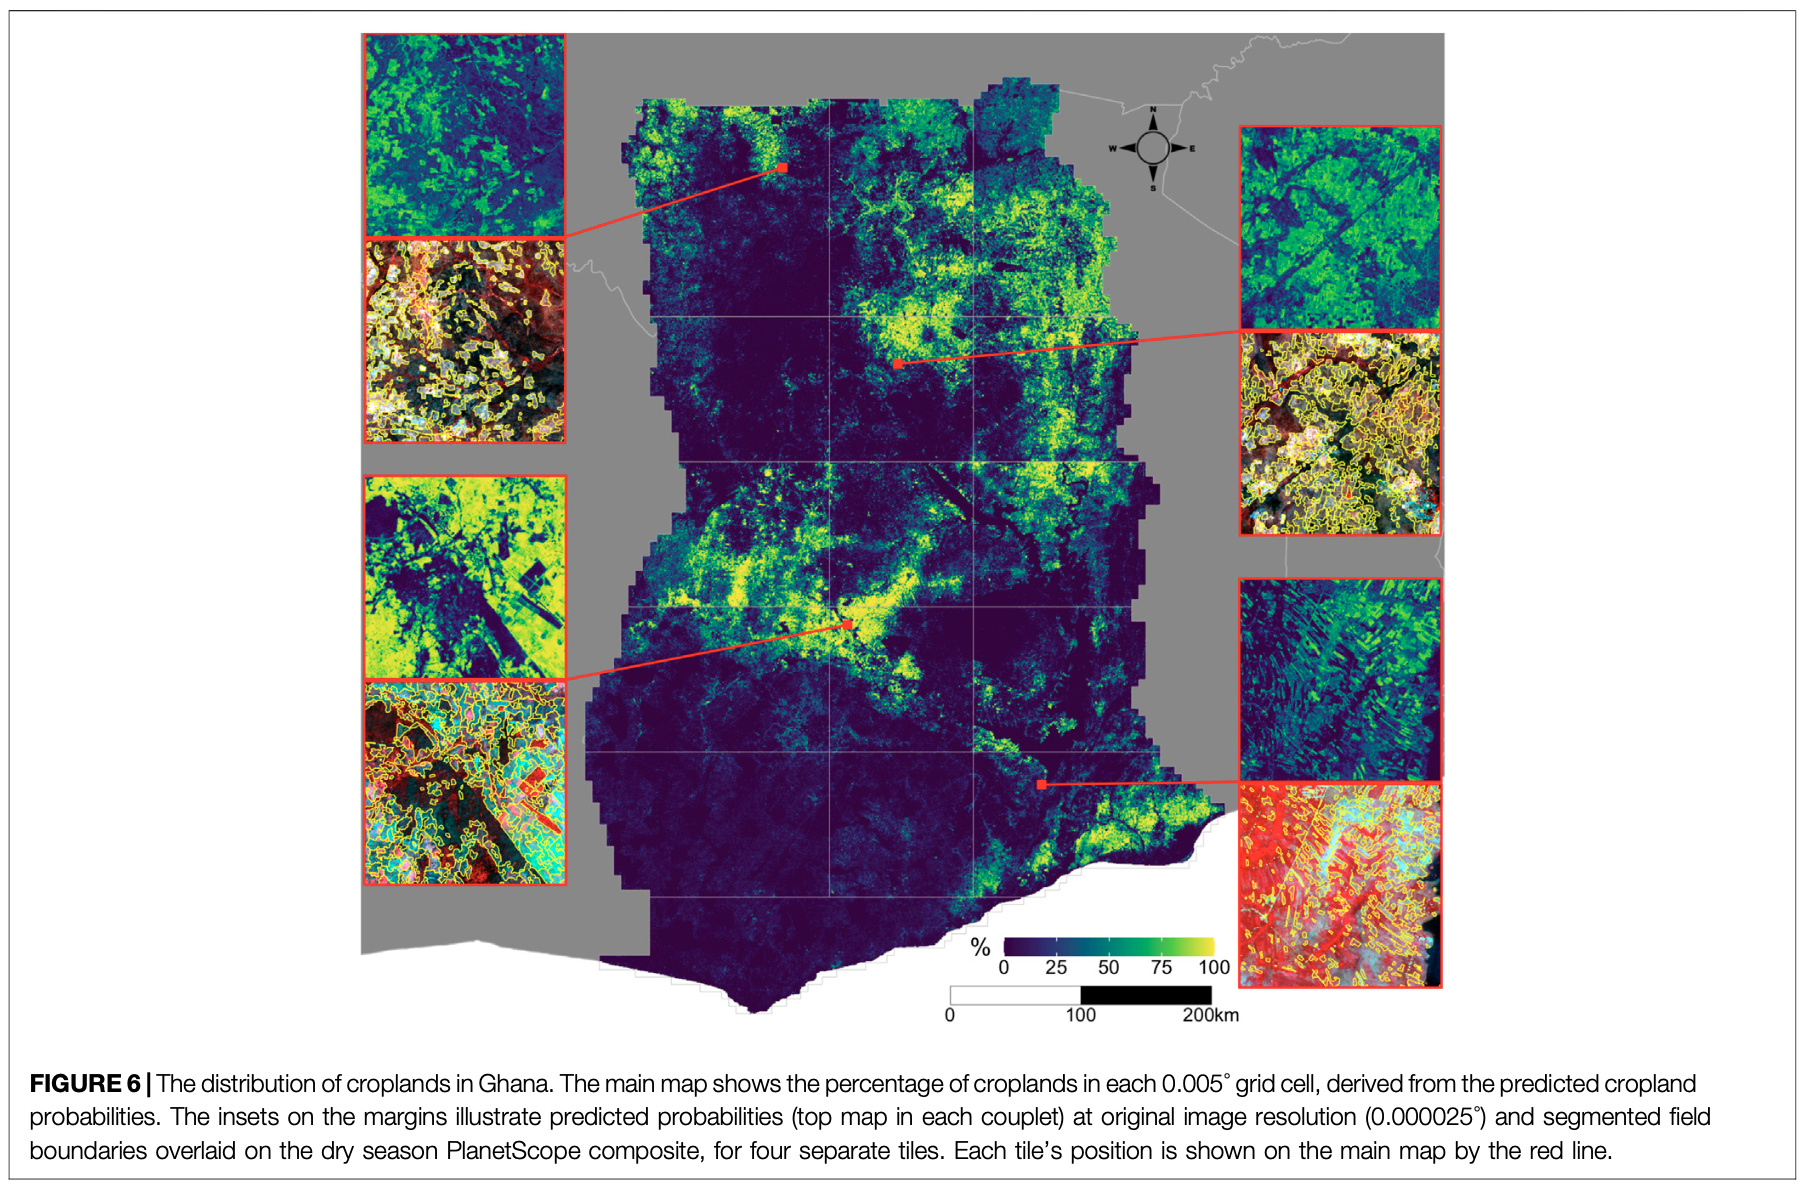 N
W
E
S
%
0 25 50 75 100
0 100 200km
FIGURE 6 | The distribution of croplands in Ghana. The main map shows the percentage of croplands in each 0.005° grid cell, derived from the predicted cropland
probabilities. The insets on the margins illustrate predicted probabilities (top map in each couplet) at original image resolution (0.000025°) and segmented field
boundaries overlaid on the dry season PlanetScope composite, for four separate tiles. Each tile's position is shown on the main map by the red line.